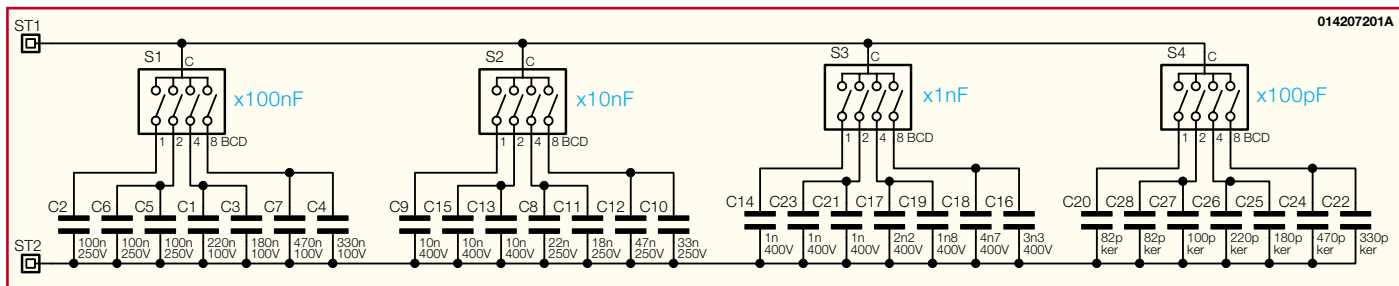 014207201A
ST1
S1
C
x100nF
1 2 4 8 BCD
S2
C
x10nF
1 2 4 8 BCD
S3
C
x1nF
1 2 4 8 BCD
S4
C
x100pF
1 2 4 8 BCD
C2 C6 C5 C1 C3 C7 C4 C9 C15 C13 C8 C11 C12 C10 C14 C23 C21 C17 C19 C18 C16 C20 C28 C27 C26 C25 C24 C22
ST2
100n 100n 100n 220n 180n 470n 330n 10n 10n 10n 22n 18n 47n 33n 1n 1n 1n 2n2 1n8 4n7 3n3 82p 82p 100p 220p 180p 470p 330p
250V 250V 250V 100V 100V 100V 100V 400V 400V 400V 250V 250V 250V 250V 400V 400V 400V 400V 400V 400V 400V ker ker ker ker ker ker ker